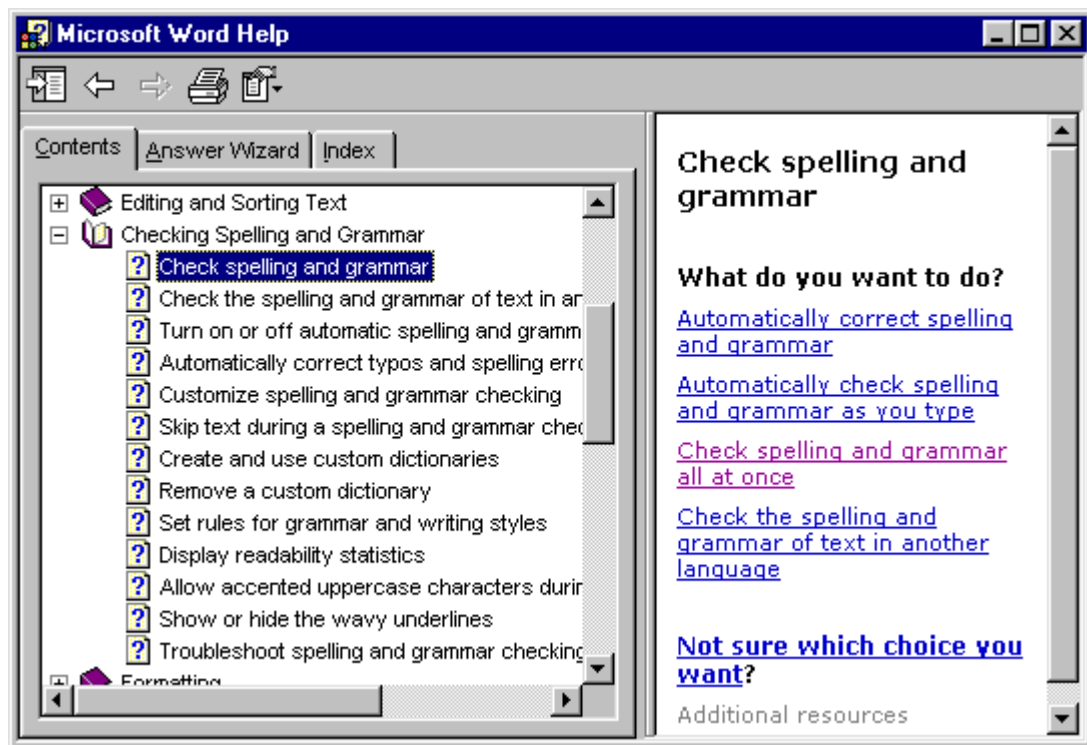 Microsoft Word Help
Contents
Answer Wizard
Index
Editing and Sorting Text
Checking Spelling and Grammar
Check spelling and grammar
Check the spelling and grammar of text in
Turn on or off automatic spelling and
Automatically correct typos and spelling
Customize spelling and grammar checking
Skip text during a spelling and grammar
Create and use custom dictionaries
Remove a custom dictionary
Set rules for grammar and writing styles
Display readability statistics
Allow accented uppercase characters
Show or hide the wavy underlines
Troubleshoot spelling and grammar checking
Formatting
Check spelling and
grammar
What do you want to do?
Automatically correct spelling
and grammar
Automatically check spelling
and grammar as you type
Check spelling and grammar
all at once
Check the spelling and
grammar of text in another
language
Not sure which choice you
want?
Additional resources